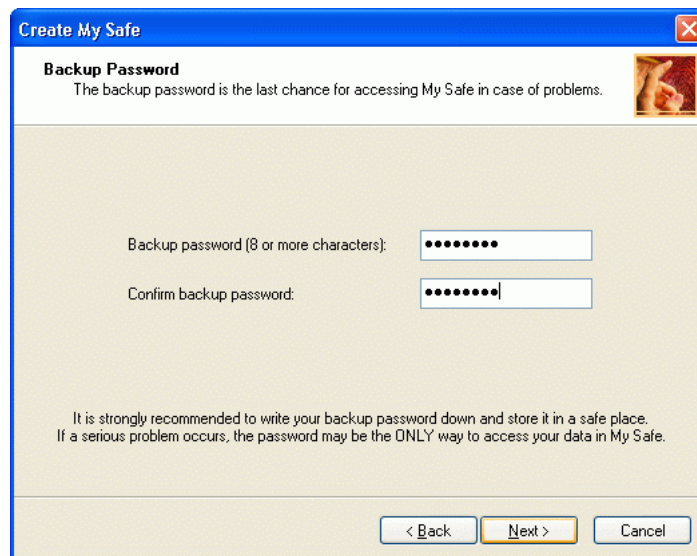 Create My Safe
Backup Password
The backup password is the last chance for accessing My Safe in case of problems.
Backup password (8 or more characters): ●●●●●●●●
Confirm backup password: ●●●●●●●●
It is strongly recommended to write your backup password down and store it in a safe place.
If a serious problem occurs, the password may be the ONLY way to access your data in My Safe.
< Back Next > Cancel